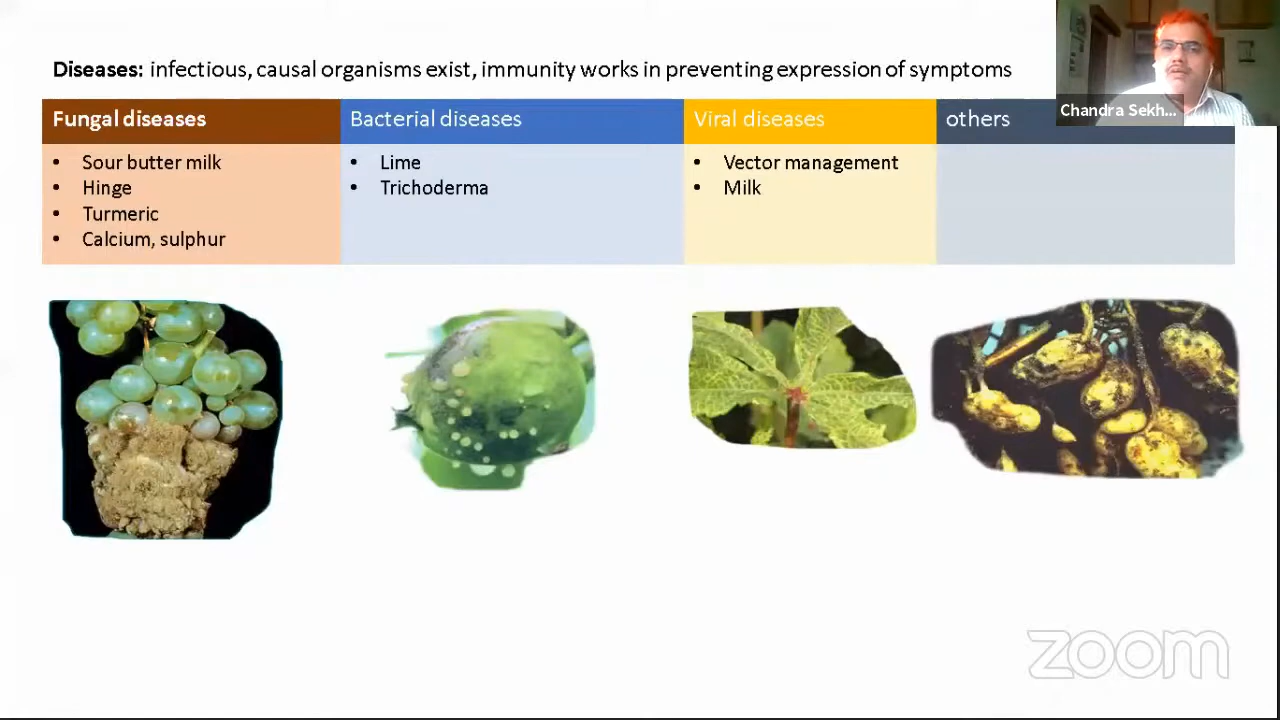 Diseases: infectious, causal organisms exist, immunity works in preventing expression of symptoms
Chandra Sekh...
Fungal diseases
Bacterial diseases
Viral diseases
others
• Sour butter milk
• Hinge
• Turmeric
• Calcium, sulphur
• Lime
• Trichoderma
• Vector management
• Milk
zoom